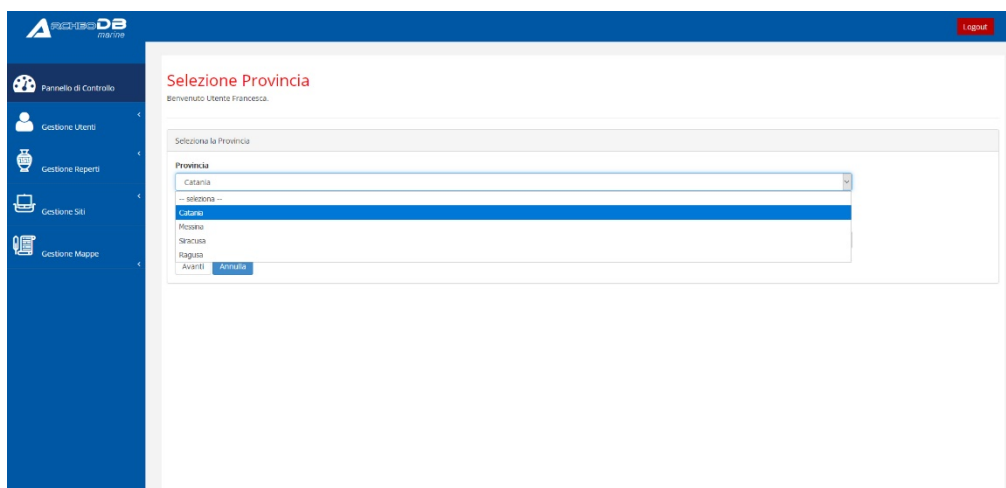 ARCHEODB
marine
Logout
Pannello di Controllo
Gestione Utenti
Gestione Reperti
Gestione Siti
Gestione Mappe
Selezione Provincia
Benvenuto Utente Francesca.
Seleziona la Provincia
Provincia
Catania
-- seleziona --
Catania
Messina
Siracusa
Ragusa
Avanti Annulla